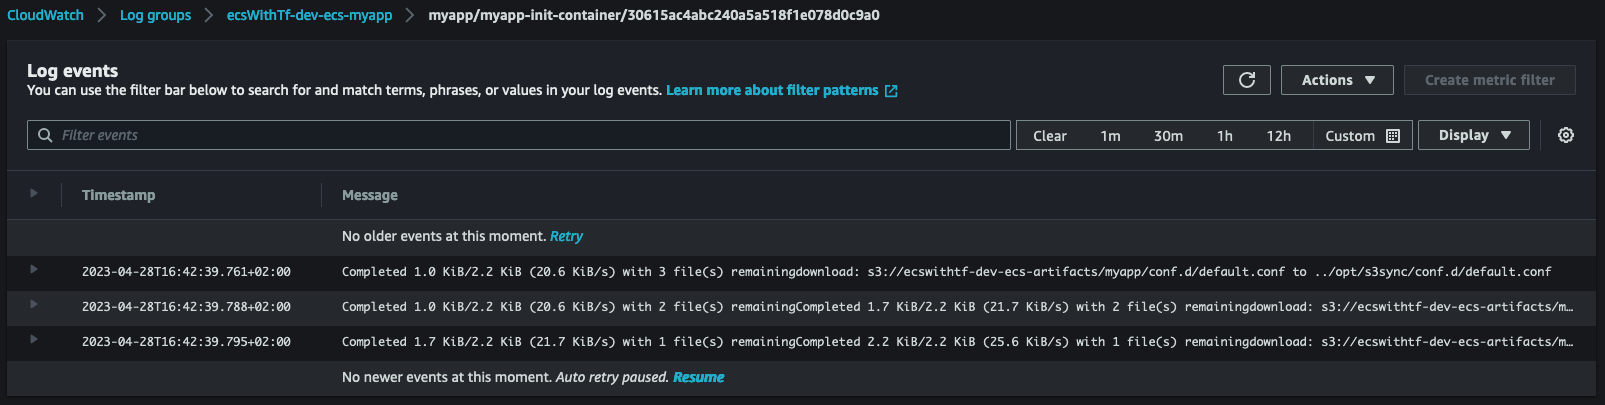 CloudWatch > Log groups > ecsWithTf-dev-ecs-myapp > myapp/myapp-init-container/30615ac4abc240a5a518f1e078d0c9a0
Log events
You can use the filter bar below to search for and match terms, phrases, or values in your log events. Learn more about filter patterns
Actions
Create metric filter
Filter events
Clear 1m 30m 1h 12h Custom Display
Timestamp Message
No older events at this moment. Retry
2023-04-28T16:42:39.761+02:00 Completed 1.0 KiB/2.2 KiB (20.6 KiB/s) with 3 file(s) remainingdownload: s3://ecswithtf-dev-ecs-artifacts/myapp/conf.d/default.conf to ../opt/s3sync/conf.d/default.conf
2023-04-28T16:42:39.788+02:00 Completed 1.0 KiB/2.2 KiB (20.6 KiB/s) with 2 file(s) remainingCompleted 1.7 KiB/2.2 KiB (21.7 KiB/s) with 2 file(s) remainingdownload: s3://ecswithtf-dev-ecs-artifacts/m…
2023-04-28T16:42:39.795+02:00 Completed 1.7 KiB/2.2 KiB (21.7 KiB/s) with 1 file(s) remainingCompleted 2.2 KiB/2.2 KiB (25.6 KiB/s) with 1 file(s) remainingdownload: s3://ecswithtf-dev-ecs-artifacts/m…
No newer events at this moment. Auto retry paused. Resume